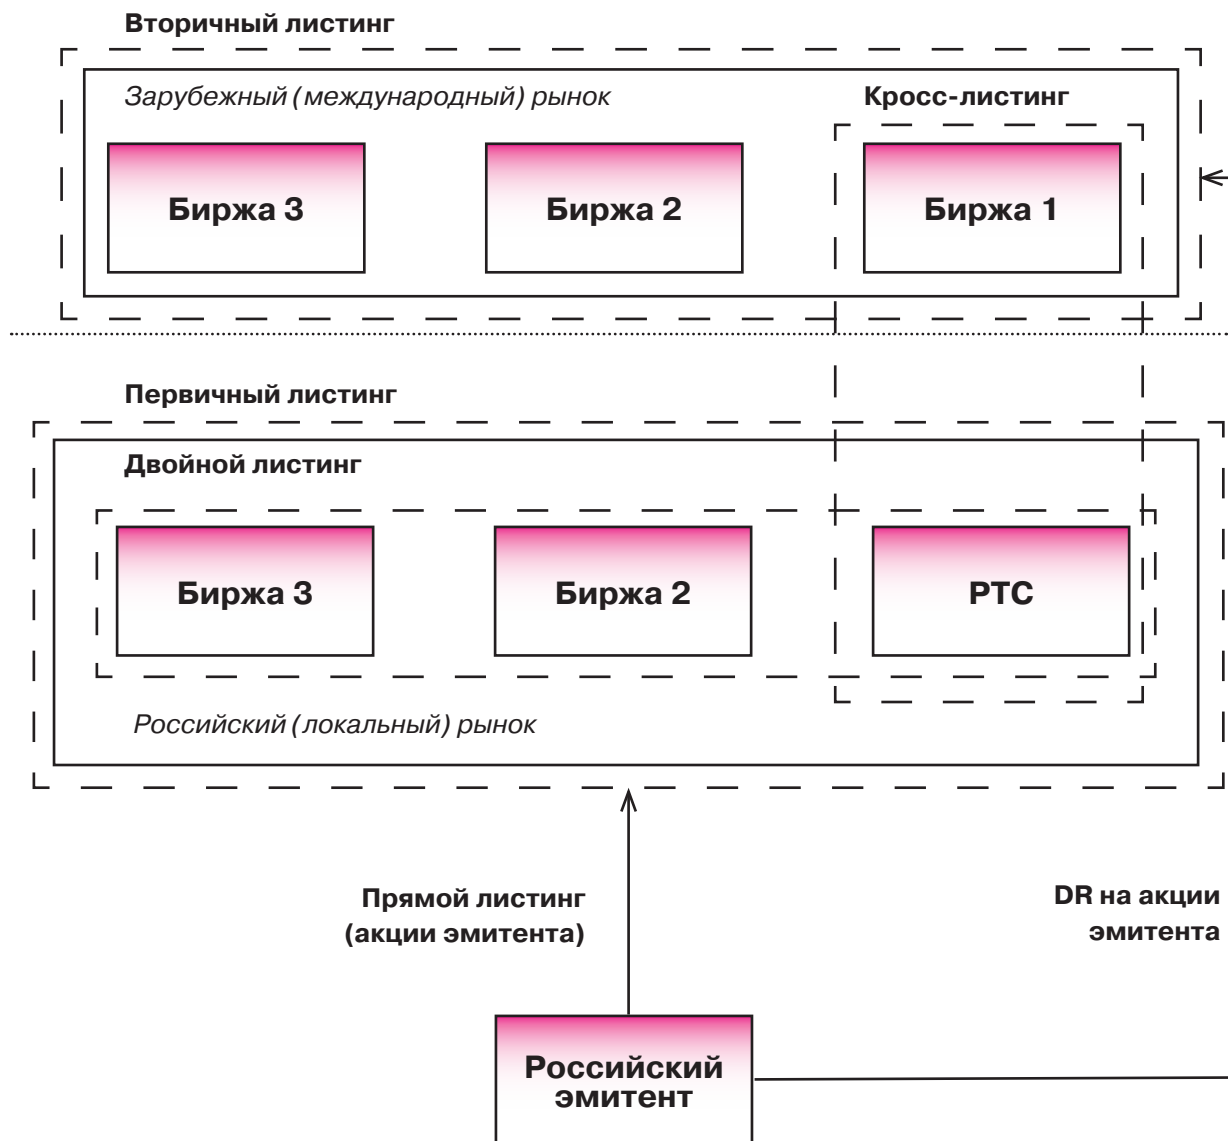 Вторичный листинг
Зарубежный (международный) рынок
Кросс-листинг
Биржа 3
Биржа 2
Биржа 1
Первичный листинг
Двойной листинг
Биржа 3
Биржа 2
РТС
Российский (локальный) рынок
Прямой листинг
(акции эмитента)
DR на акции
эмитента
Российский
эмитент